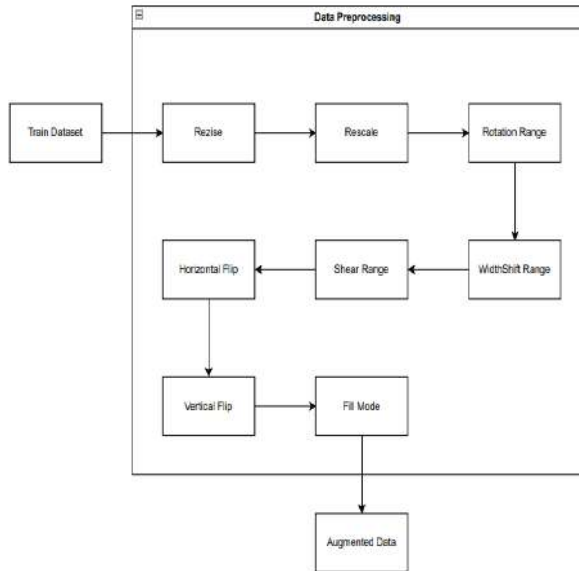 Data Preprocessing
Train Dataset
Rezise
Rescale
Rotation Range
Horizontal Flip
Shear Range
WidthShift Range
Vertical Flip
Fill Mode
Augmented Data